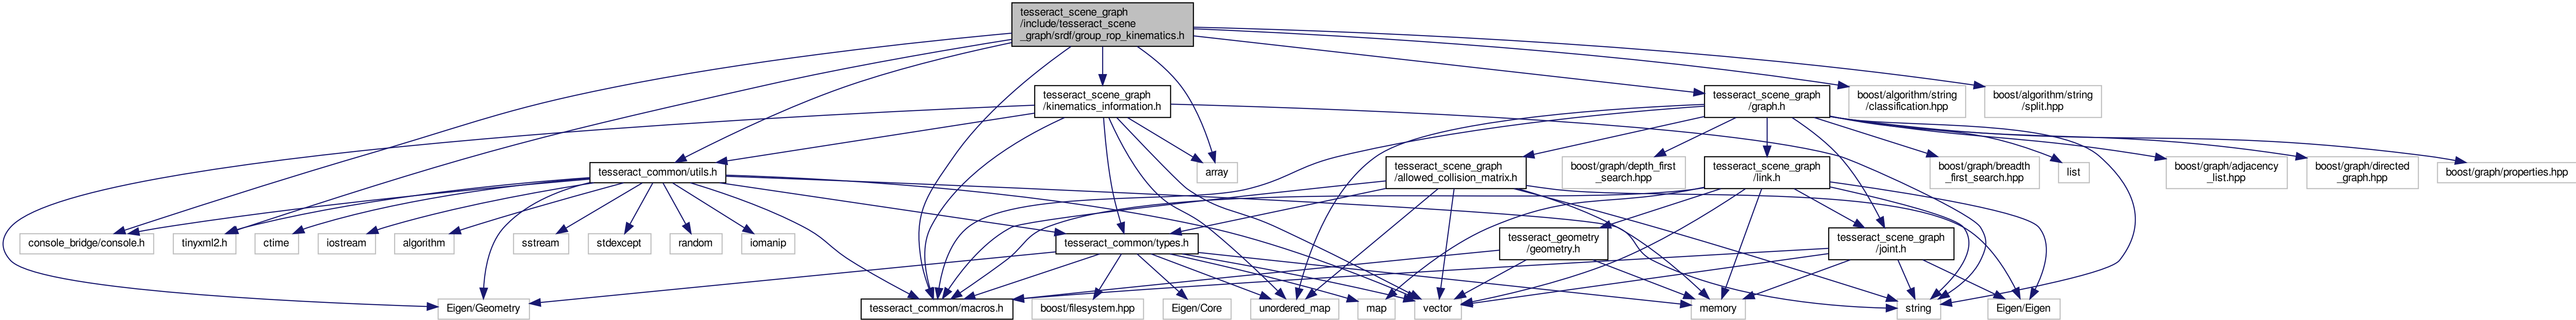 tesseract_scene_graph
/include/tesseract_scene
_graph/srdf/group_rop_kinematics.h
tesseract_scene_graph
/kinematics_information.h
tesseract_scene_graph
/graph.h
boost/algorithm/string
/classification.hpp
boost/algorithm/string
/split.hpp
tesseract_common/utils.h
array
tesseract_scene_graph
/allowed_collision_matrix.h
boost/graph/depth_first
_search.hpp
tesseract_scene_graph
/link.h
boost/graph/breadth
_first_search.hpp
list
boost/graph/adjacency
_list.hpp
boost/graph/directed
_graph.hpp
boost/graph/properties.hpp
console_bridge/console.h
tinyxml2.h
ctime
iostream
algorithm
sstream
stdexcept
random
iomanip
tesseract_common/types.h
tesseract_geometry
/geometry.h
tesseract_scene_graph
/joint.h
Eigen/Geometry
tesseract_common/macros.h
boost/filesystem.hpp
Eigen/Core
unordered_map
map
vector
memory
string
Eigen/Eigen